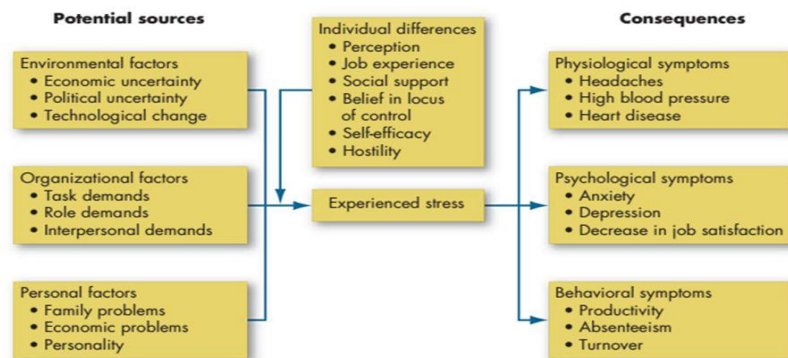 Potential sources
Consequences
Environmental factors
• Economic uncertainty
• Political uncertainty
• Technological change
Organizational factors
• Task demands
• Role demands
• Interpersonal demands
Personal factors
• Family problems
• Economic problems
• Personality
Individual differences
• Perception
• Job experience
• Social support
• Belief in locus
of control
• Self-efficacy
• Hostility
Experienced stress
Physiological symptoms
• Headaches
• High blood pressure
• Heart disease
Psychological symptoms
• Anxiety
• Depression
• Decrease in job satisfaction
Behavioral symptoms
• Productivity
• Absenteeism
• Turnover